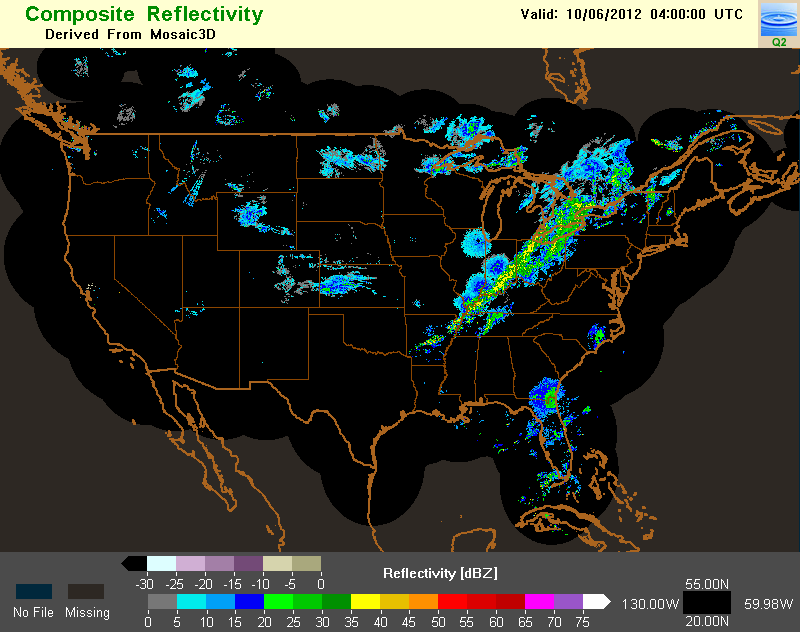 Composite Reflectivity
Derived From Mosaic3D
Valid: 10/06/2012 04:00:00 UTC
Q2
Reflectivity [dBZ]
-30 -25 -20 -15 -10 -5 0
No File Missing
0 5 10 15 20 25 30 35 40 45 50 55 60 65 70 75
55.00N
130.00W 59.98W
20.00N